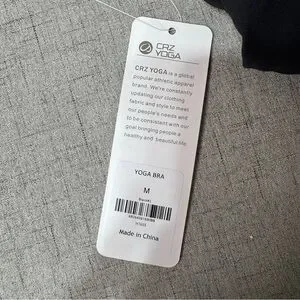 CRZ
YOGA
CRZ YOGA is a global
popular athletic apparel
brand. We're constantly
updating our clothing
fabric and style to meet
our people's needs and
to be consistent with our
goal bringing people a
healthy and beautiful life.
YOGA BRA
M
Made in China